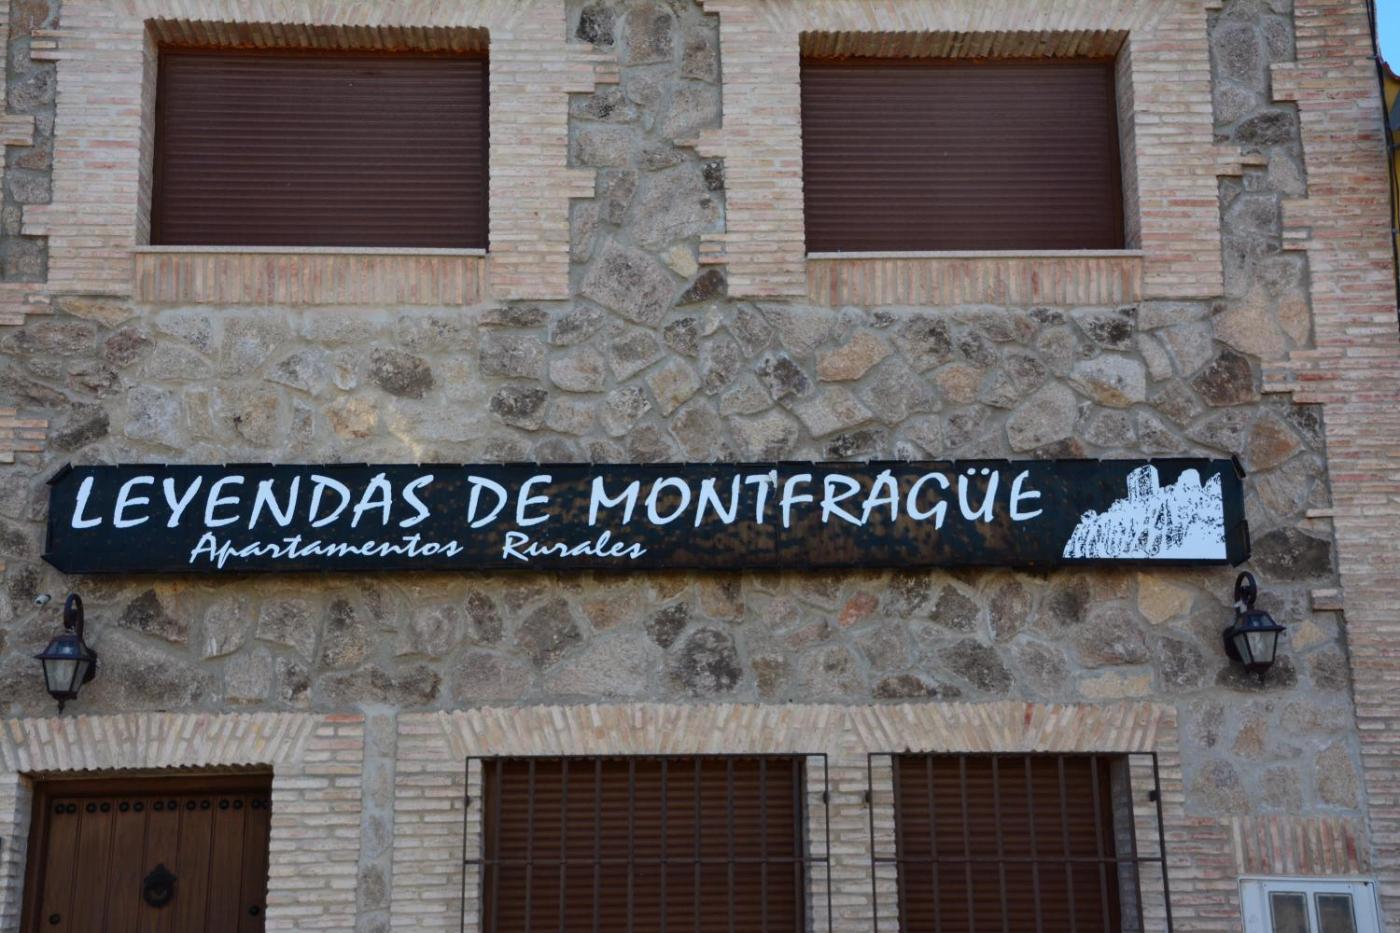 LEYENDAS DE MONTFRAGÜE
Apartamentos Rurales